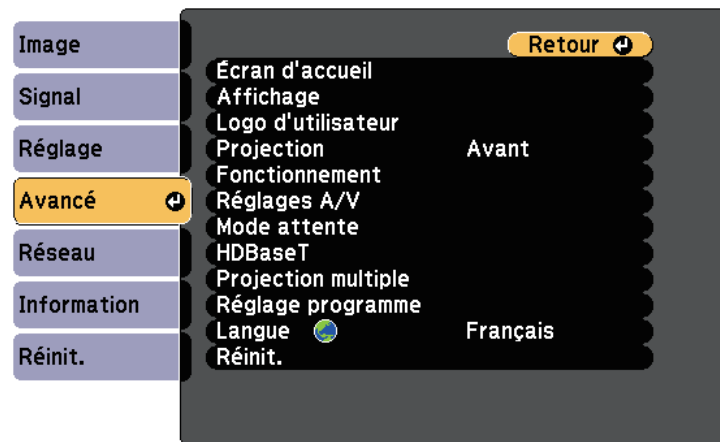 Image
Signal
Réglage
Avancé
Réseau
Information
Réinit.
Retour
Écran d'accueil
Affichage
Logo d'utilisateur
Projection Avant
Fonctionnement
Réglages A/V
Mode attente
HDBaseT
Projection multiple
Réglage programme
Langue Français
Réinit.